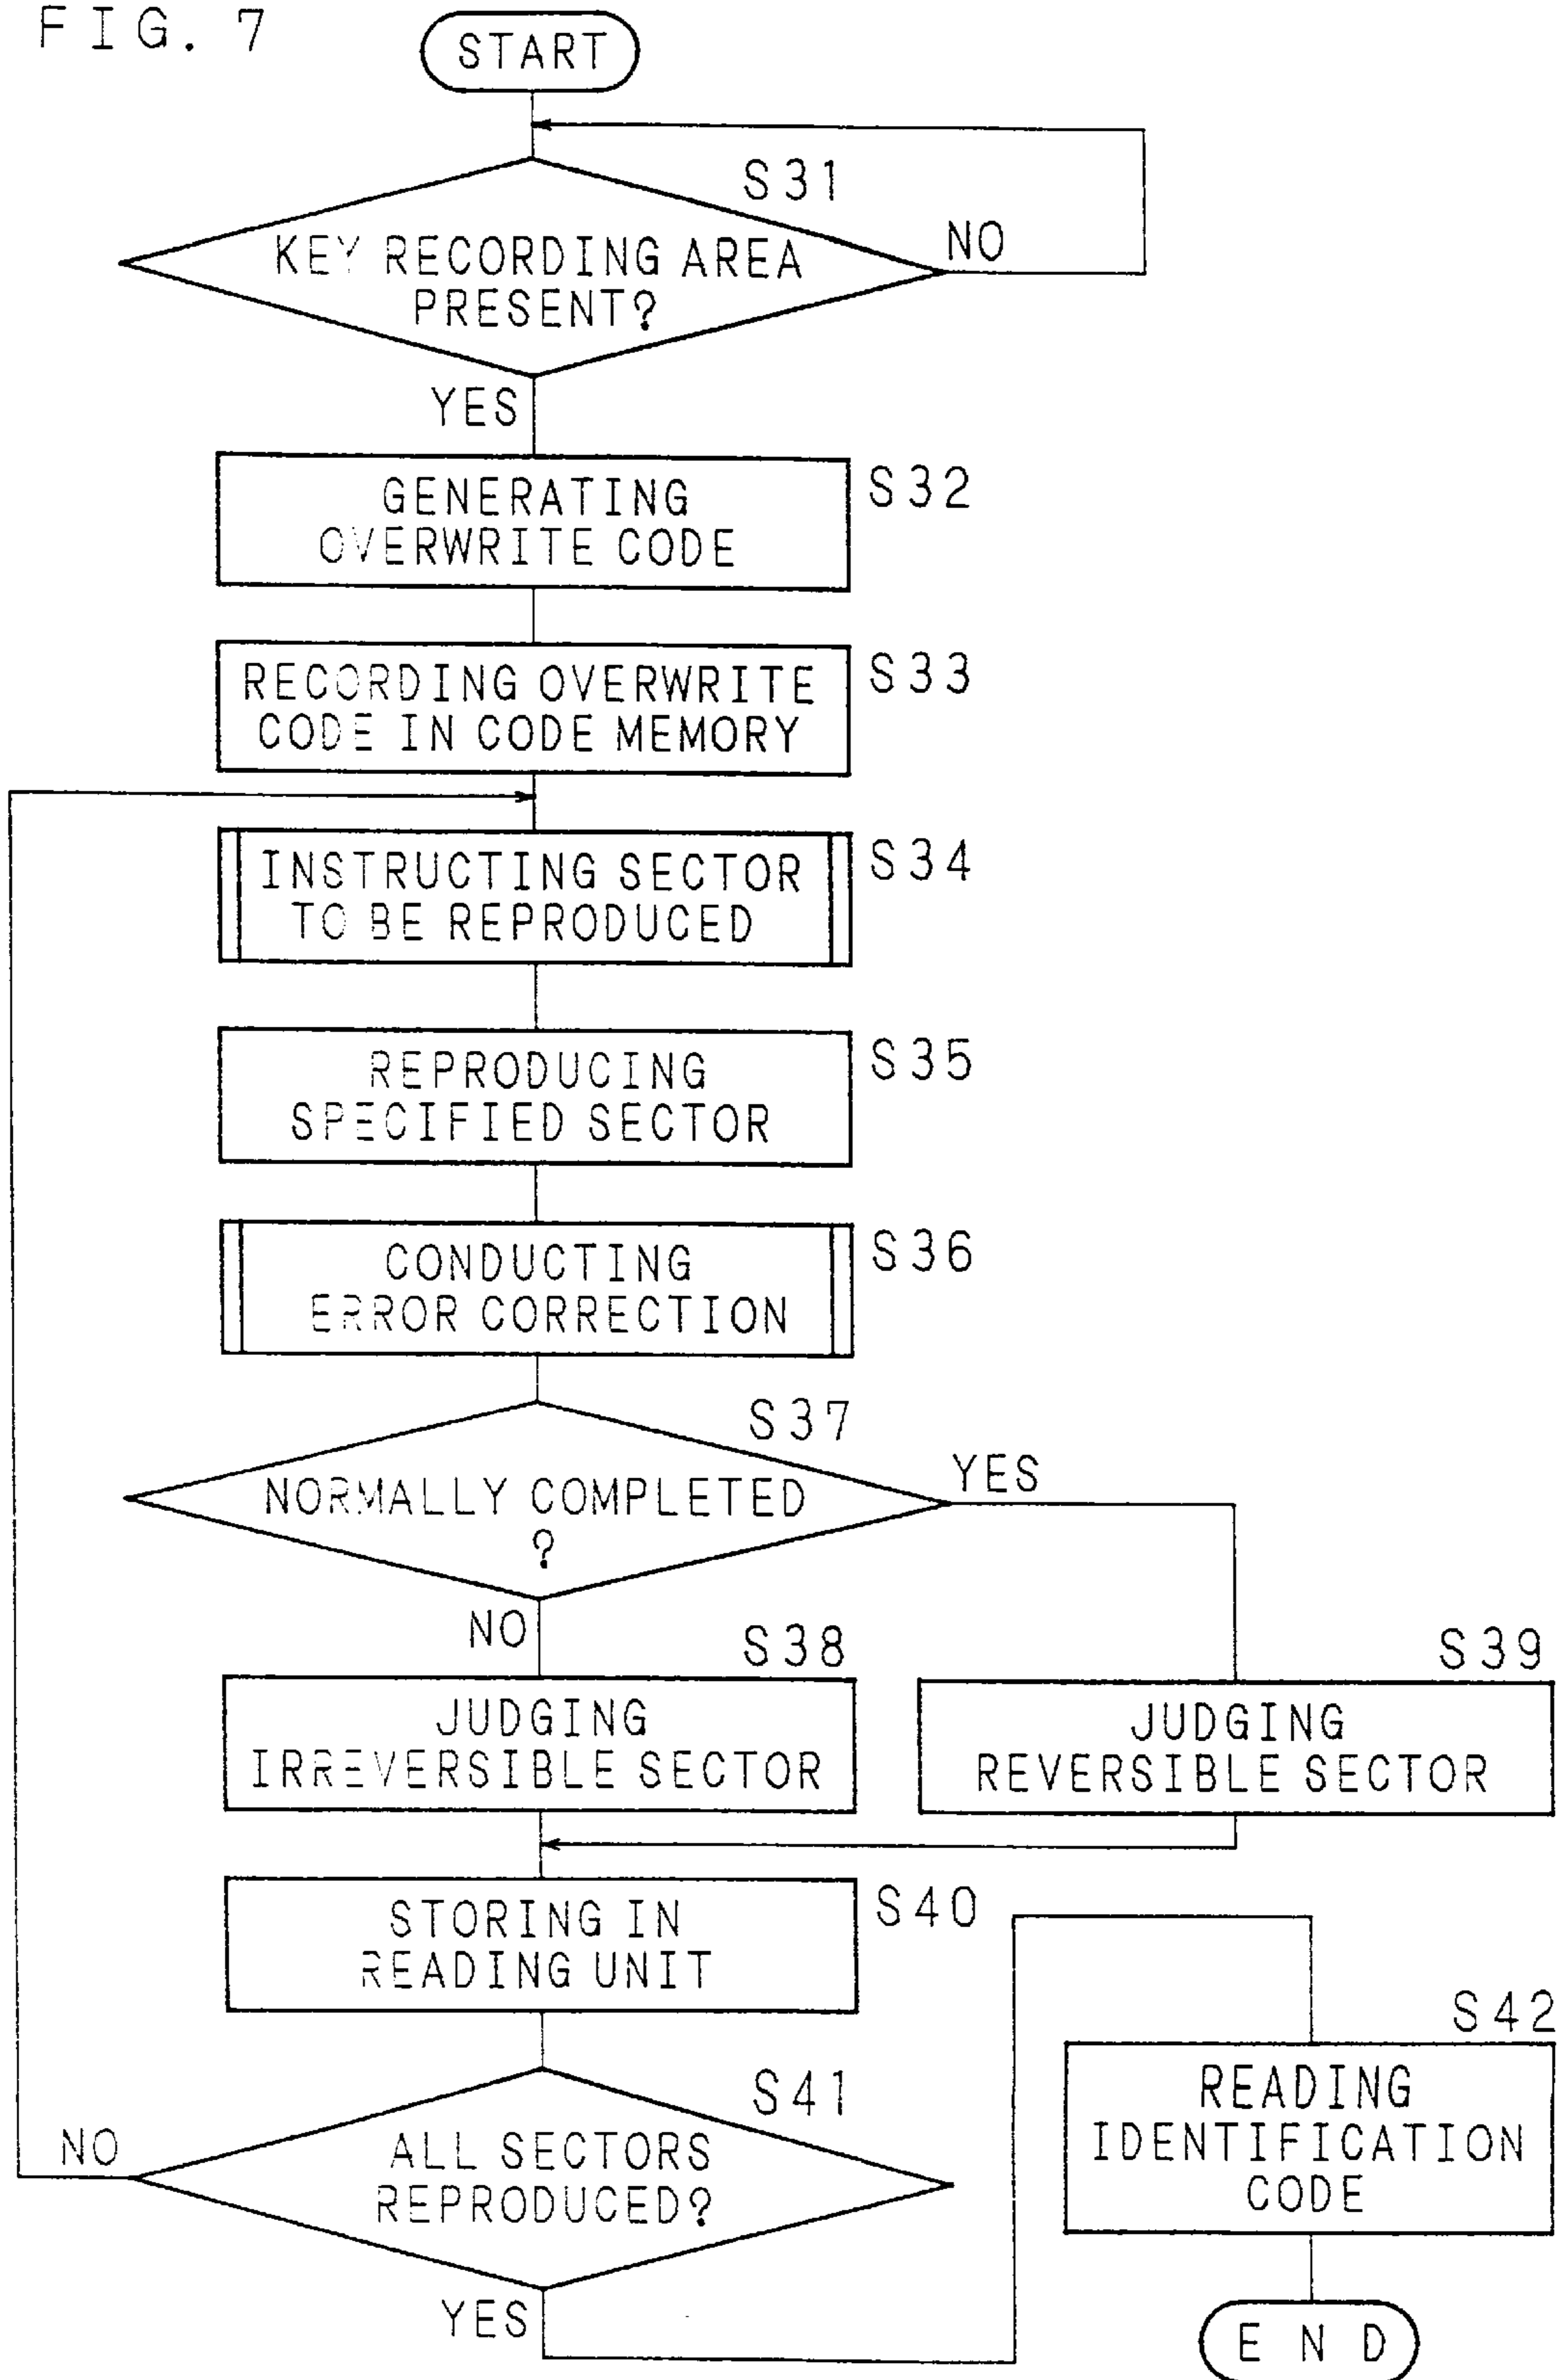 FIG. 7
START
S31
KEY RECORDING AREA
PRESENT?
NO
YES
GENERATING
OVERWRITE CODE
S32
RECORDING OVERWRITE
CODE IN CODE MEMORY
S33
INSTRUCTING SECTOR
TO BE REPRODUCED
S34
REPRODUCING
SPECIFIED SECTOR
S35
CONDUCTING
ERROR CORRECTION
S36
S37
NORMALLY COMPLETED
?
YES
NO
S38
JUDGING
IRREVERSIBLE SECTOR
S39
JUDGING
REVERSIBLE SECTOR
STORING IN
READING UNIT
S40
S41
ALL SECTORS
REPRODUCED?
NO
YES
S42
READING
IDENTIFICATION
CODE
END